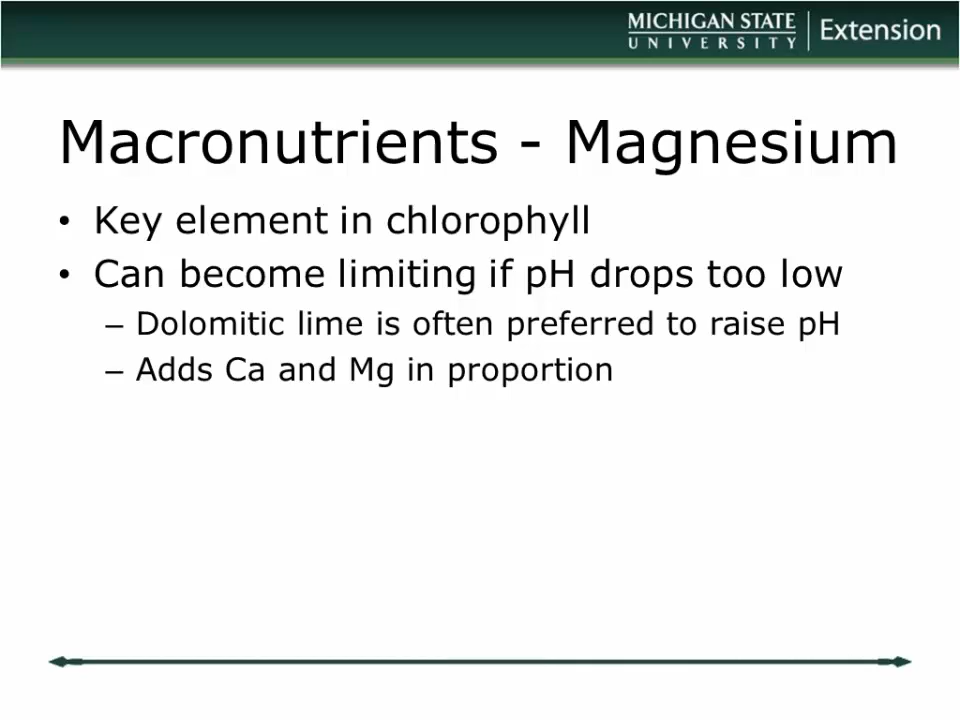 MICHIGAN STATE
UNIVERSITY
Extension
Macronutrients - Magnesium
• Key element in chlorophyll
• Can become limiting if pH drops too low
– Dolomitic lime is often preferred to raise pH
– Adds Ca and Mg in proportion